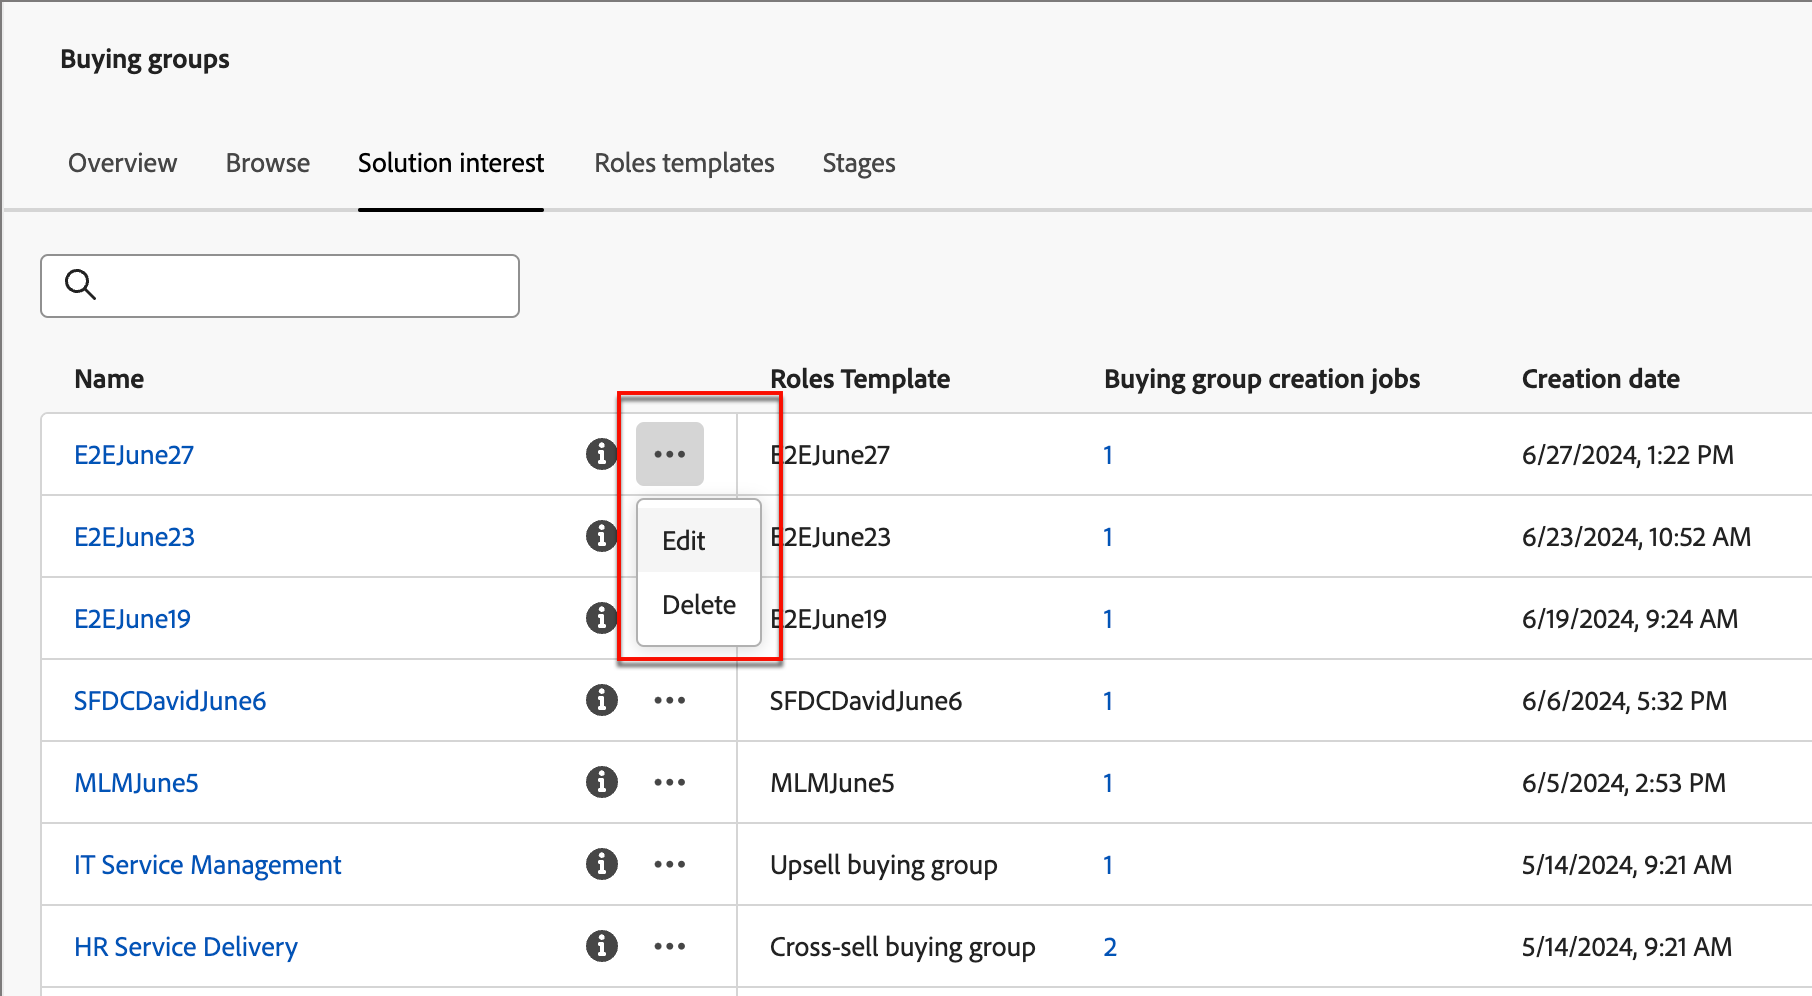 Buying groups
Overview Browse Solution interest Roles templates Stages
Name Roles Template Buying group creation jobs Creation date
E2EJune27 E2EJune27 1 6/27/2024, 1:22 PM
E2EJune23 Edit E2EJune23 1 6/23/2024, 10:52 AM
E2EJune19 Delete E2EJune19 1 6/19/2024, 9:24 AM
SFDCDavidJune6 SFDCDavidJune6 1 6/6/2024, 5:32 PM
MLMJune5 MLMJune5 1 6/5/2024, 2:53 PM
IT Service Management Upsell buying group 1 5/14/2024, 9:21 AM
HR Service Delivery Cross-sell buying group 2 5/14/2024, 9:21 AM